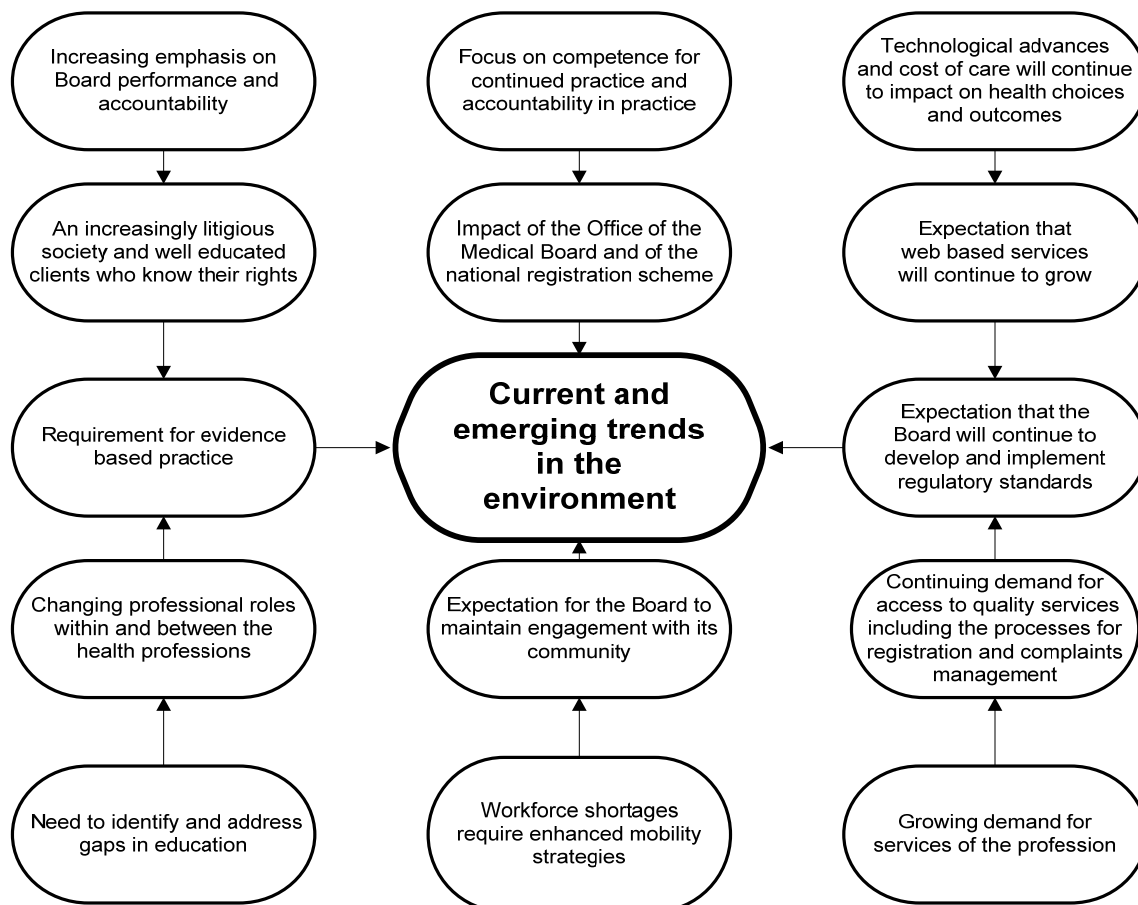 Increasing emphasis on
Board performance and
accountability
Focus on competence for
continued practice and
accountability in practice
Technological advances
and cost of care will continue
to impact on health choices
and outcomes
An increasingly litigious
society and well educated
clients who know their rights
Impact of the Office of the
Medical Board and of the
national registration scheme
Expectation that
web based services
will continue to grow
Requirement for evidence
based practice
Current and
emerging trends
in the
environment
Expectation that the
Board will continue to
develop and implement
regulatory standards
Changing professional roles
within and between the
health professions
Expectation for the Board to
maintain engagement with its
community
Continuing demand for
access to quality services
including the processes for
registration and complaints
management
Need to identify and address
gaps in education
Workforce shortages
require enhanced mobility
strategies
Growing demand for
services of the profession